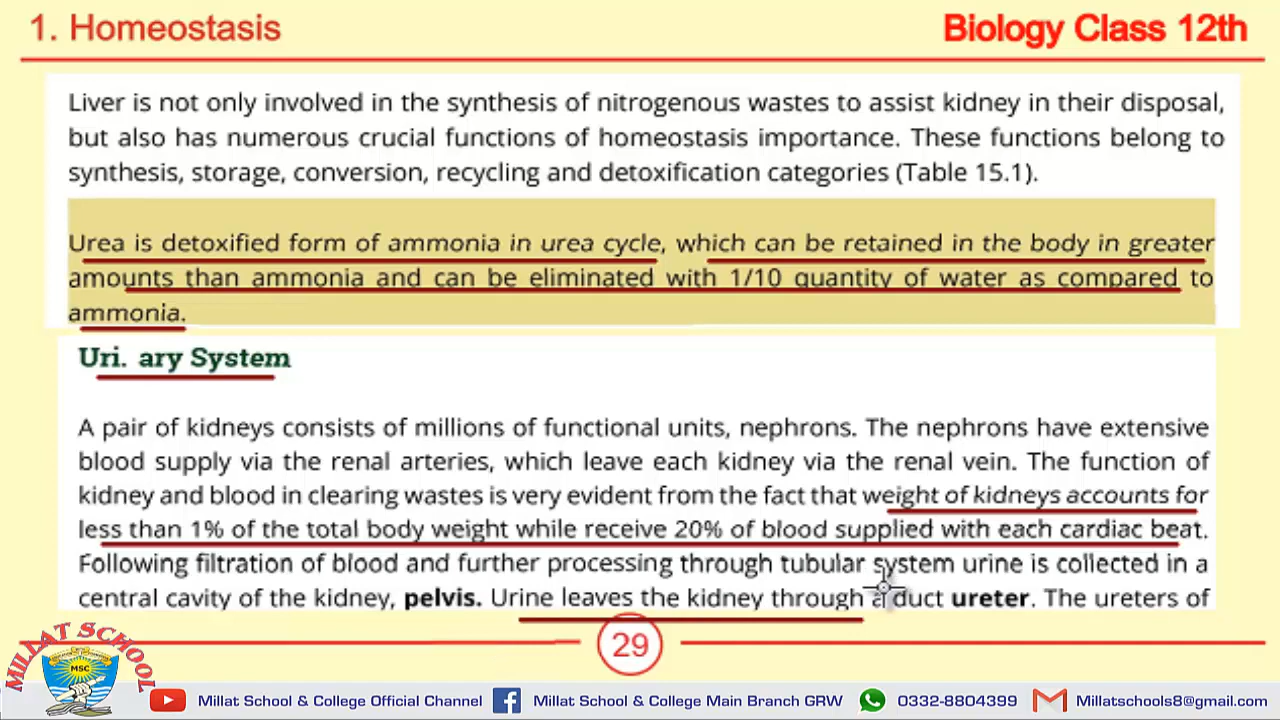 1. Homeostasis
Biology Class 12th
Liver is not only involved in the synthesis of nitrogenous wastes to assist kidney in their disposal,
but also has numerous crucial functions of homeostasis importance. These functions belong to
synthesis, storage, conversion, recycling and detoxification categories (Table 15.1).
Urea is detoxified form of ammonia in urea cycle, which can be retained in the body in greater
amounts than ammonia and can be eliminated with 1/10 quantity of water as compared to
ammonia.
Uri. ary System
A pair of kidneys consists of millions of functional units, nephrons. The nephrons have extensive
blood supply via the renal arteries, which leave each kidney via the renal vein. The function of
kidney and blood in clearing wastes is very evident from the fact that weight of kidneys accounts for
less than 1% of the total body weight while receive 20% of blood supplied with each cardiac beat.
Following filtration of blood and further processing through tubular system urine is collected in a
central cavity of the kidney, pelvis. Urine leaves the kidney through a duct ureter. The ureters of
29
MILLAT SCHOOL
MSC
Millat School & College Official Channel
Millat School & College Main Branch GRW
0332-8804399
Millatschools8@gmail.com